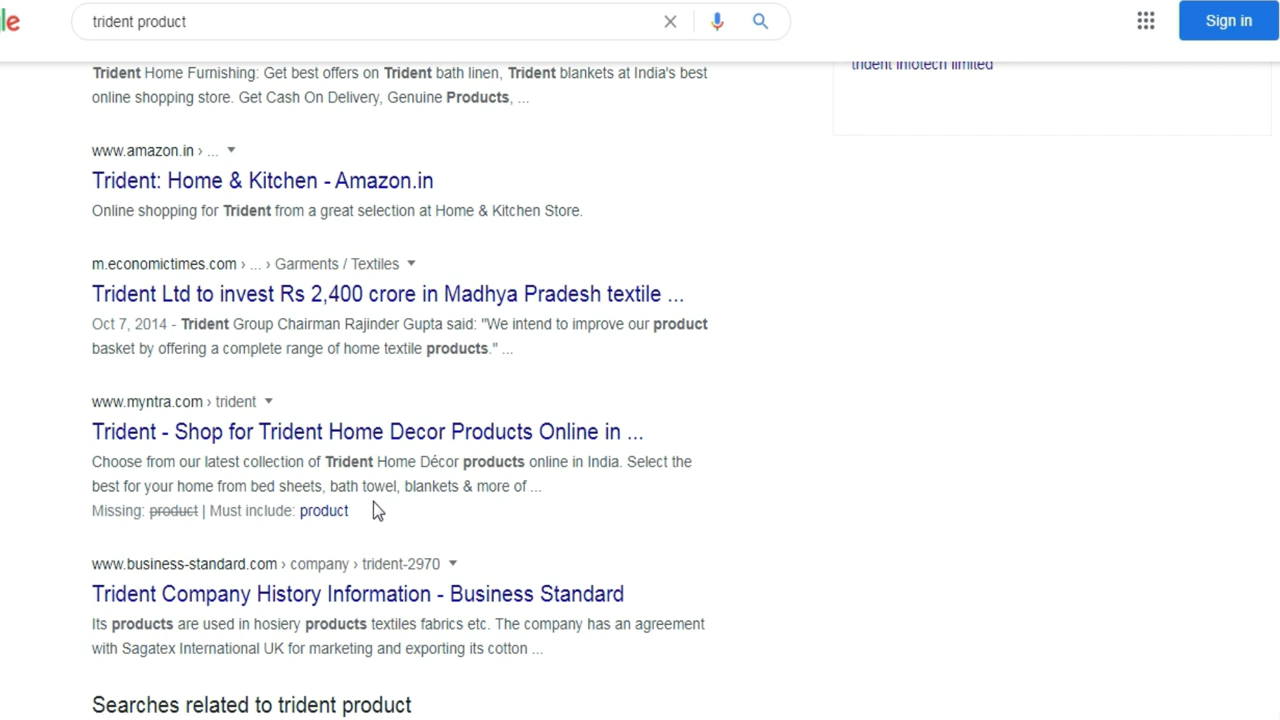 le
trident product
Sign in
Trident Home Furnishing: Get best offers on Trident bath linen, Trident blankets at India's best
online shopping store. Get Cash On Delivery, Genuine Products, ...
trident infotech limited
www.amazon.in › ...
Trident: Home & Kitchen - Amazon.in
Online shopping for Trident from a great selection at Home & Kitchen Store.
m.economictimes.com › ... › Garments / Textiles
Trident Ltd to invest Rs 2,400 crore in Madhya Pradesh textile ...
Oct 7, 2014 - Trident Group Chairman Rajinder Gupta said: "We intend to improve our product
basket by offering a complete range of home textile products." ...
www.myntra.com › trident
Trident - Shop for Trident Home Decor Products Online in ...
Choose from our latest collection of Trident Home Décor products online in India. Select the
best for your home from bed sheets, bath towel, blankets & more of ...
Missing: product | Must include: product
www.business-standard.com › company › trident-2970
Trident Company History Information - Business Standard
Its products are used in hosiery products textiles fabrics etc. The company has an agreement
with Sagatex International UK for marketing and exporting its cotton ...
Searches related to trident product